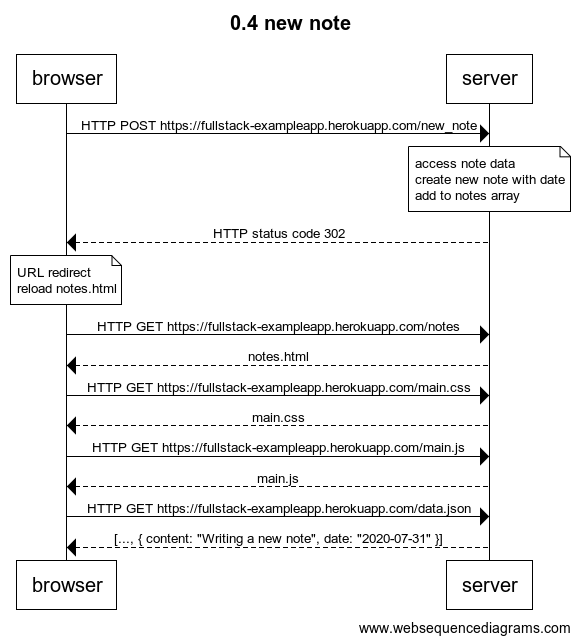 0.4 new note
browser
server
HTTP POST https://fullstack-exampleapp.herokuapp.com/new_note
access note data
create new note with date
add to notes array
HTTP status code 302
URL redirect
reload notes.html
HTTP GET https://fullstack-exampleapp.herokuapp.com/notes
notes.html
HTTP GET https://fullstack-exampleapp.herokuapp.com/main.css
main.css
HTTP GET https://fullstack-exampleapp.herokuapp.com/main.js
main.js
HTTP GET https://fullstack-exampleapp.herokuapp.com/data.json
[..., { content: "Writing a new note", date: "2020-07-31" }]
browser
server
www.websequencediagrams.com